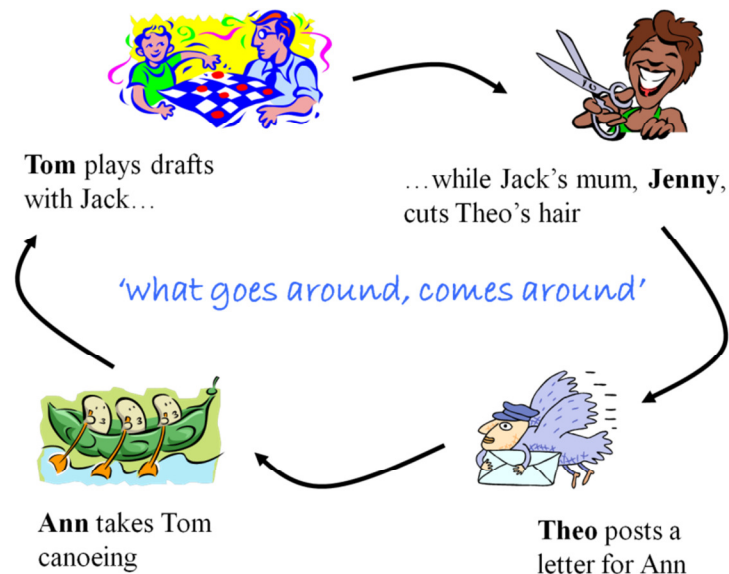 Tom plays drafts
with Jack…
…while Jack's mum, Jenny,
cuts Theo's hair
'what goes around, comes around'
Ann takes Tom
canoeing
Theo posts a
letter for Ann